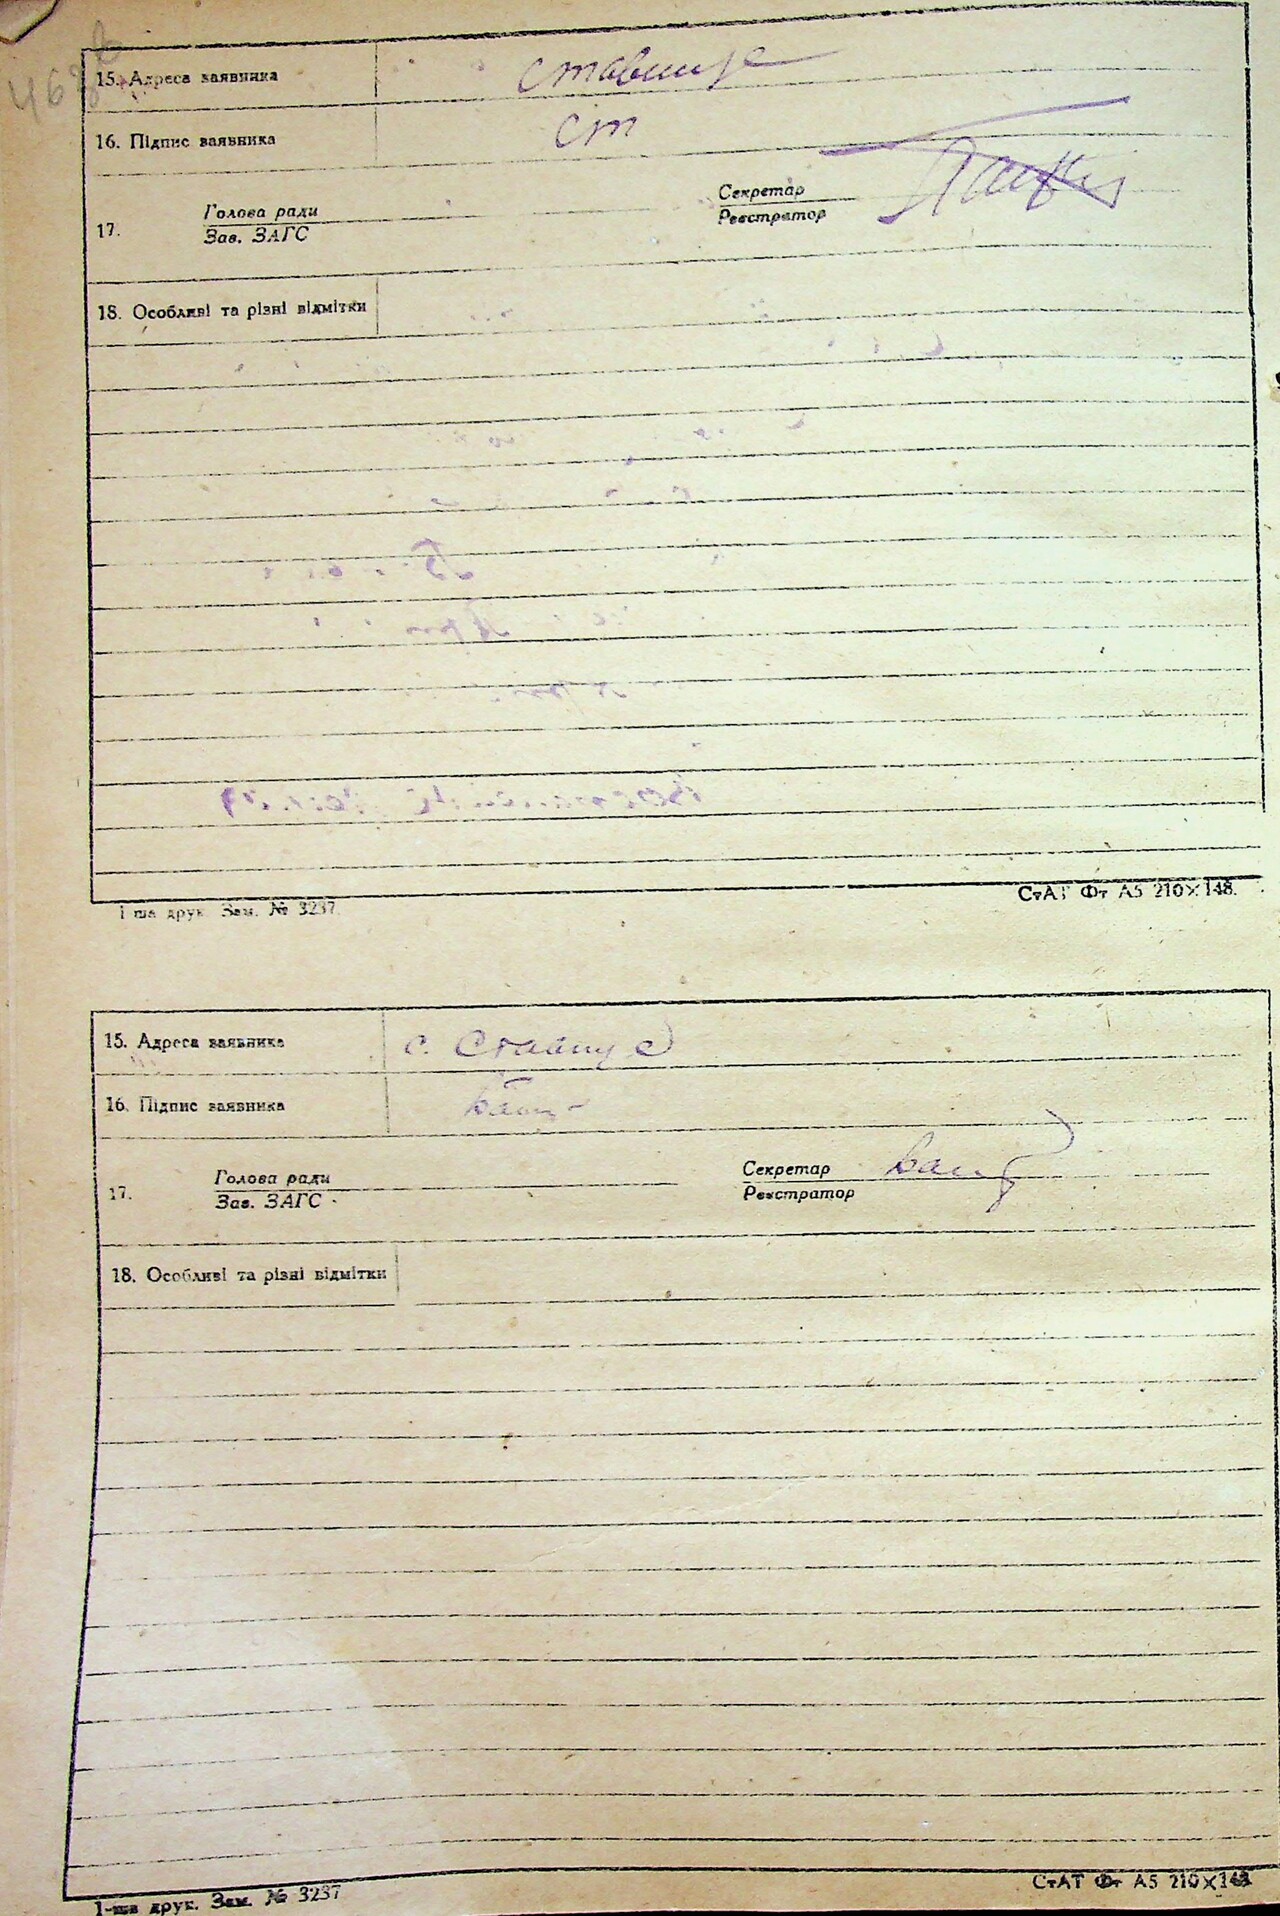 463в
15. Адреса заявника ставище
16. Підпис заявника ст
17. Голова ради
Зав. ЗАГС
Секретар
Реєстратор
18. Особливі та різні відмітки
1-ша друк. Зам. № 3237.
СтАТ Фт А5 210×148.
15. Адреса заявника с. Ставище
16. Підпис заявника
17. Голова ради
Зав. ЗАГС
Секретар
Реєстратор
18. Особливі та різні відмітки
1-ша друк. Зам. № 3237
СтАТ Фт А5 210×148